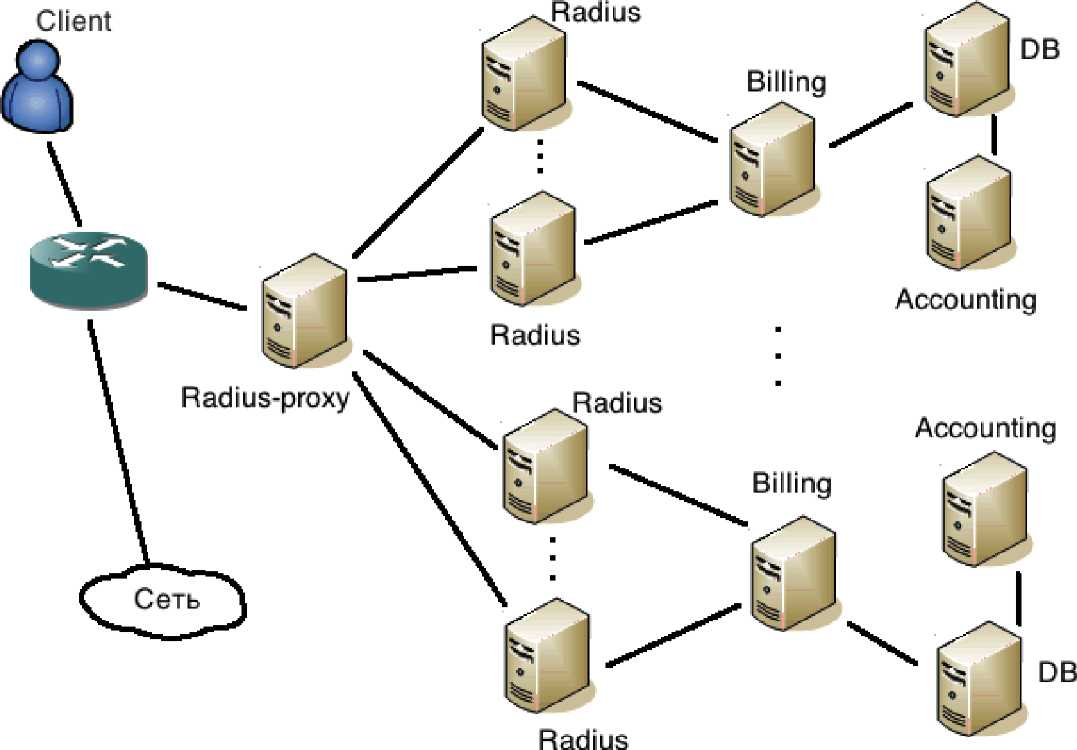 Client
Radius
DB
Billing
Radius
Accounting
Radius-proxy
Radius
Accounting
Billing
Сеть
DB
Radius